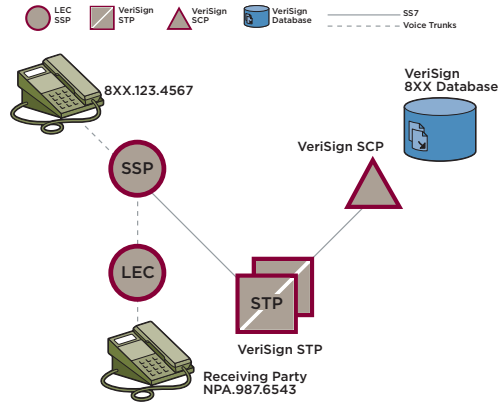 LEC
SSP
VeriSign
STP
VeriSign
SCP
VeriSign
Database
SS7
Voice Trunks
8XX.123.4567
VeriSign
8XX Database
VeriSign SCP
SSP
LEC
STP
VeriSign STP
Receiving Party
NPA.987.6543